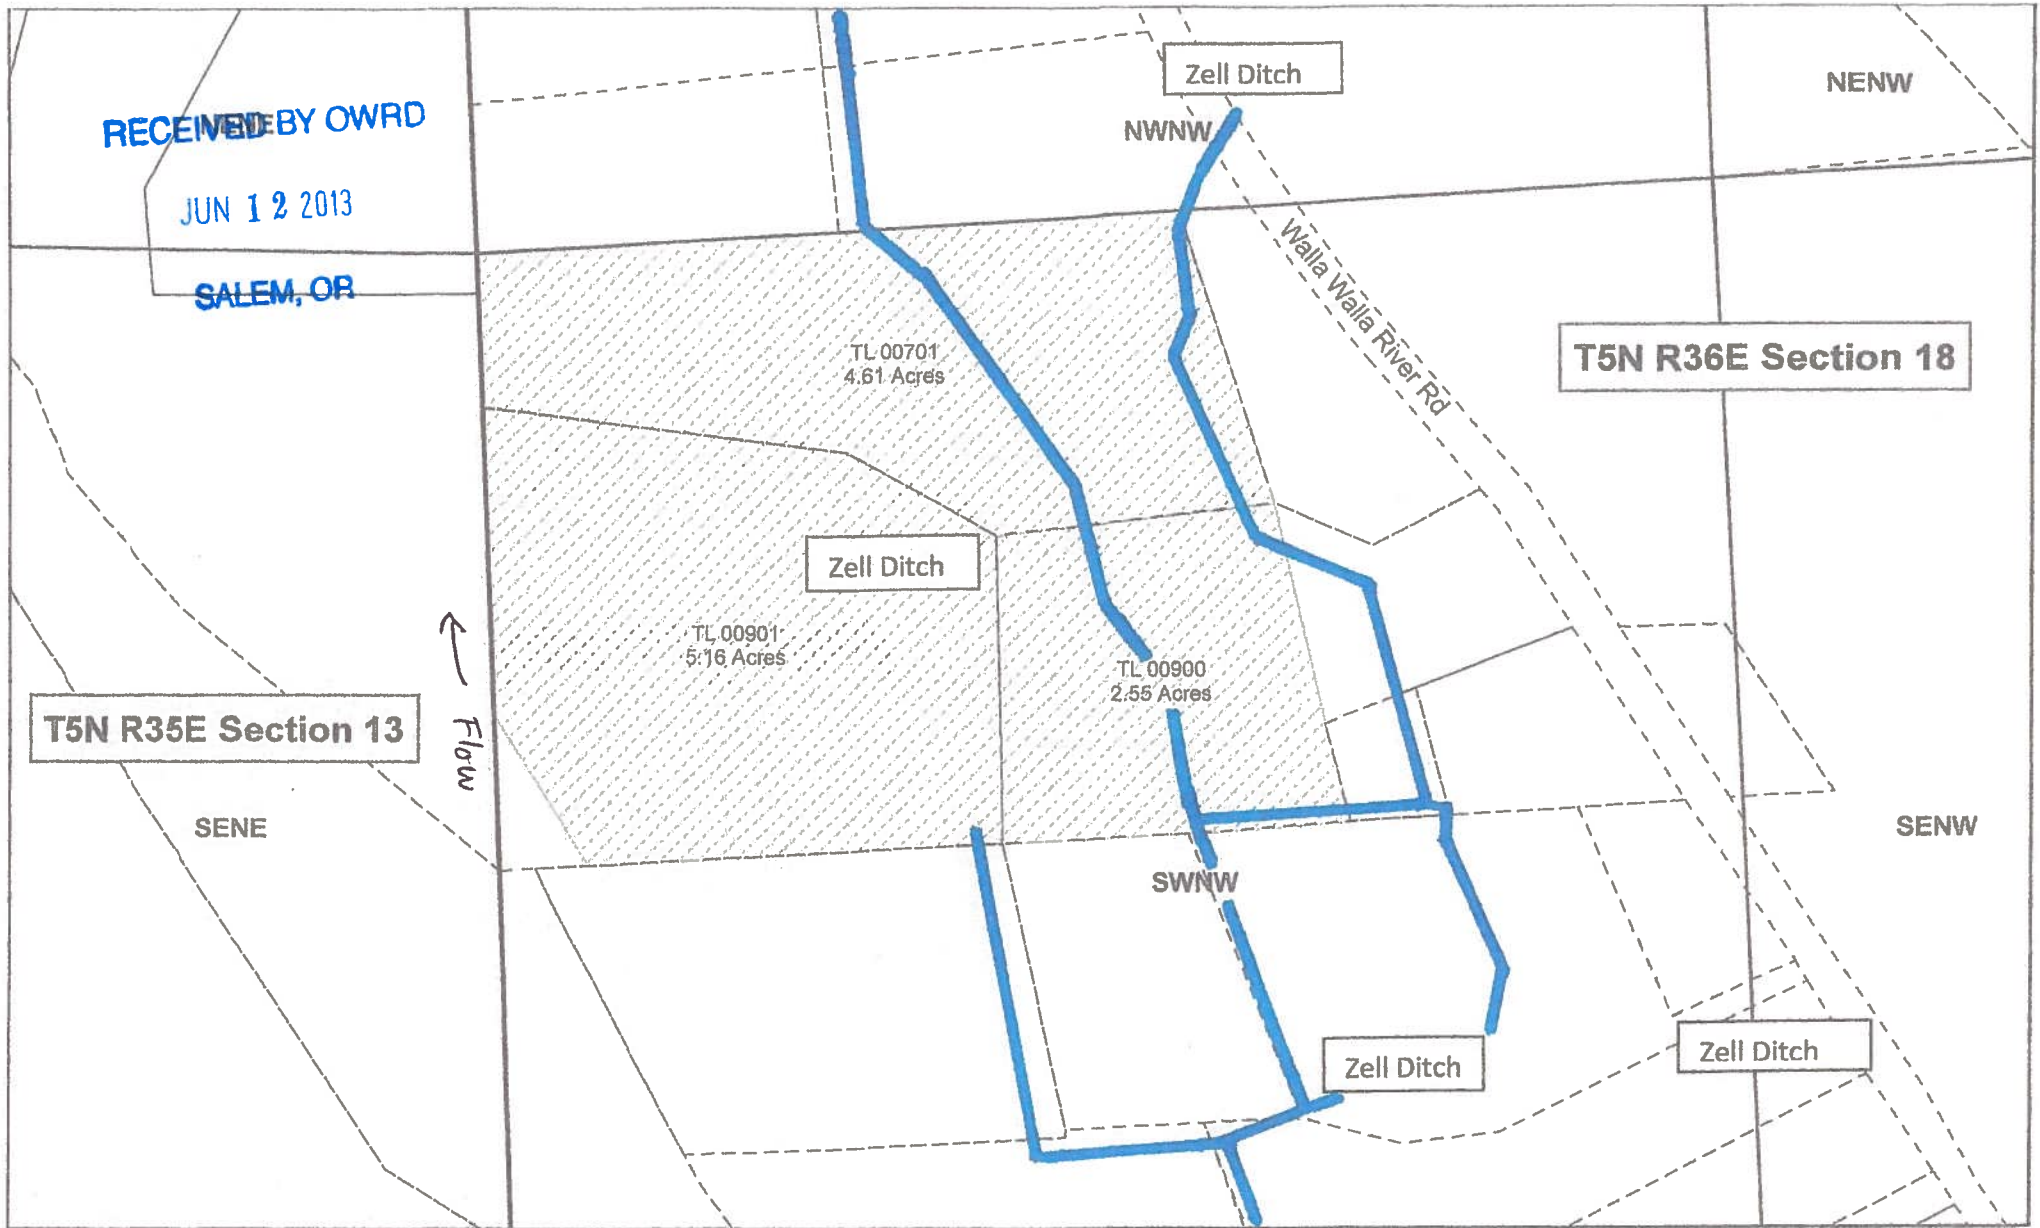 Zell Ditch
NENW
NENE
RECEIVED BY OWRD
NWNW
JUN 12 2013
SALEM, OR
Walla Walla River Rd
T5N R36E Section 18
TL 00701
4.61 Acres
Zell Ditch
TL 00901
5.16 Acres
TL 00900
2.55 Acres
T5N R35E Section 13
← Flow
SENE
SENW
SWNW
Zell Ditch
Zell Ditch